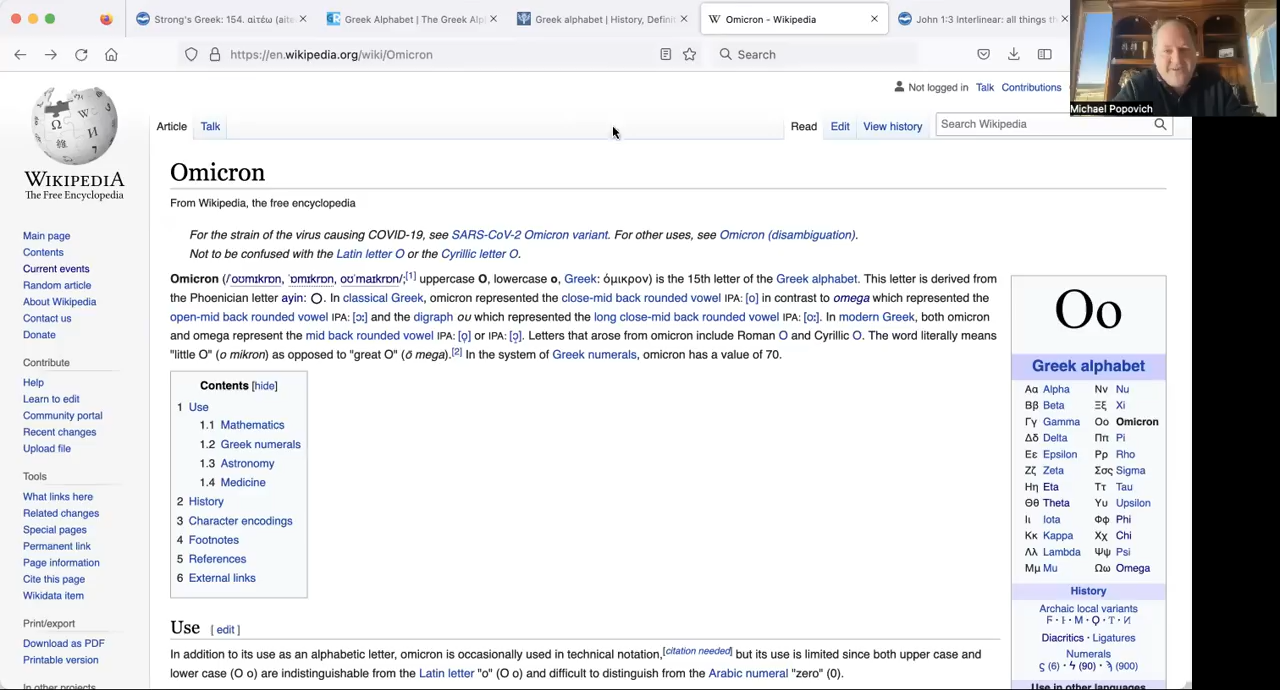 Strong's Greek: 154. αἰτέω (aite
Greek Alphabet | The Greek Al
Greek alphabet | History, Defini
Omicron - Wikipedia
John 1:3 Interlinear: all things th
https://en.wikipedia.org/wiki/Omicron
Search
Michael Popovich
Not logged in Talk Contributions
Article Talk
Read Edit View history
Search Wikipedia
WIKIPEDIA
The Free Encyclopedia
Main page
Contents
Current events
Random article
About Wikipedia
Contact us
Donate
Contribute
Help
Learn to edit
Community portal
Recent changes
Upload file
Tools
What links here
Related changes
Special pages
Permanent link
Page information
Cite this page
Wikidata item
Print/export
Download as PDF
Printable version
In other projects
Omicron
From Wikipedia, the free encyclopedia
For the strain of the virus causing COVID-19, see SARS-CoV-2 Omicron variant. For other uses, see Omicron (disambiguation).
Not to be confused with the Latin letter O or the Cyrillic letter O.
Omicron (/ˈoʊmɪkrɒn, ˈɒmɪkrɒn, oʊˈmaɪkrɒn/;[1] uppercase O, lowercase o, Greek: όμικρον) is the 15th letter of the Greek alphabet. This letter is derived from
the Phoenician letter ayin: 𐤏. In classical Greek, omicron represented the close-mid back rounded vowel IPA: [o] in contrast to omega which represented the
open-mid back rounded vowel IPA: [ɔː] and the digraph ου which represented the long close-mid back rounded vowel IPA: [oː]. In modern Greek, both omicron
and omega represent the mid back rounded vowel IPA: [o̞] or IPA: [ɔ̝]. Letters that arose from omicron include Roman O and Cyrillic О. The word literally means
"little O" (o mikron) as opposed to "great O" (ō mega).[2] In the system of Greek numerals, omicron has a value of 70.
Contents [hide]
1 Use
1.1 Mathematics
1.2 Greek numerals
1.3 Astronomy
1.4 Medicine
2 History
3 Character encodings
4 Footnotes
5 References
6 External links
Use [ edit ]
In addition to its use as an alphabetic letter, omicron is occasionally used in technical notation,[citation needed] but its use is limited since both upper case and
lower case (O o) are indistinguishable from the Latin letter "o" (O o) and difficult to distinguish from the Arabic numeral "zero" (0).
Οο
Greek alphabet
Αα Alpha Νν Nu
Ββ Beta Ξξ Xi
Γγ Gamma Οο Omicron
Δδ Delta Ππ Pi
Εε Epsilon Ρρ Rho
Ζζ Zeta Σσς Sigma
Ηη Eta Ττ Tau
Θθ Theta Υυ Upsilon
Ιι Iota Φφ Phi
Κκ Kappa Χχ Chi
Λλ Lambda Ψψ Psi
Μμ Mu Ωω Omega
History
Archaic local variants
Diacritics · Ligatures
Numerals
ϛ (6) · ϟ (90) · ϡ (900)
Use in other languages